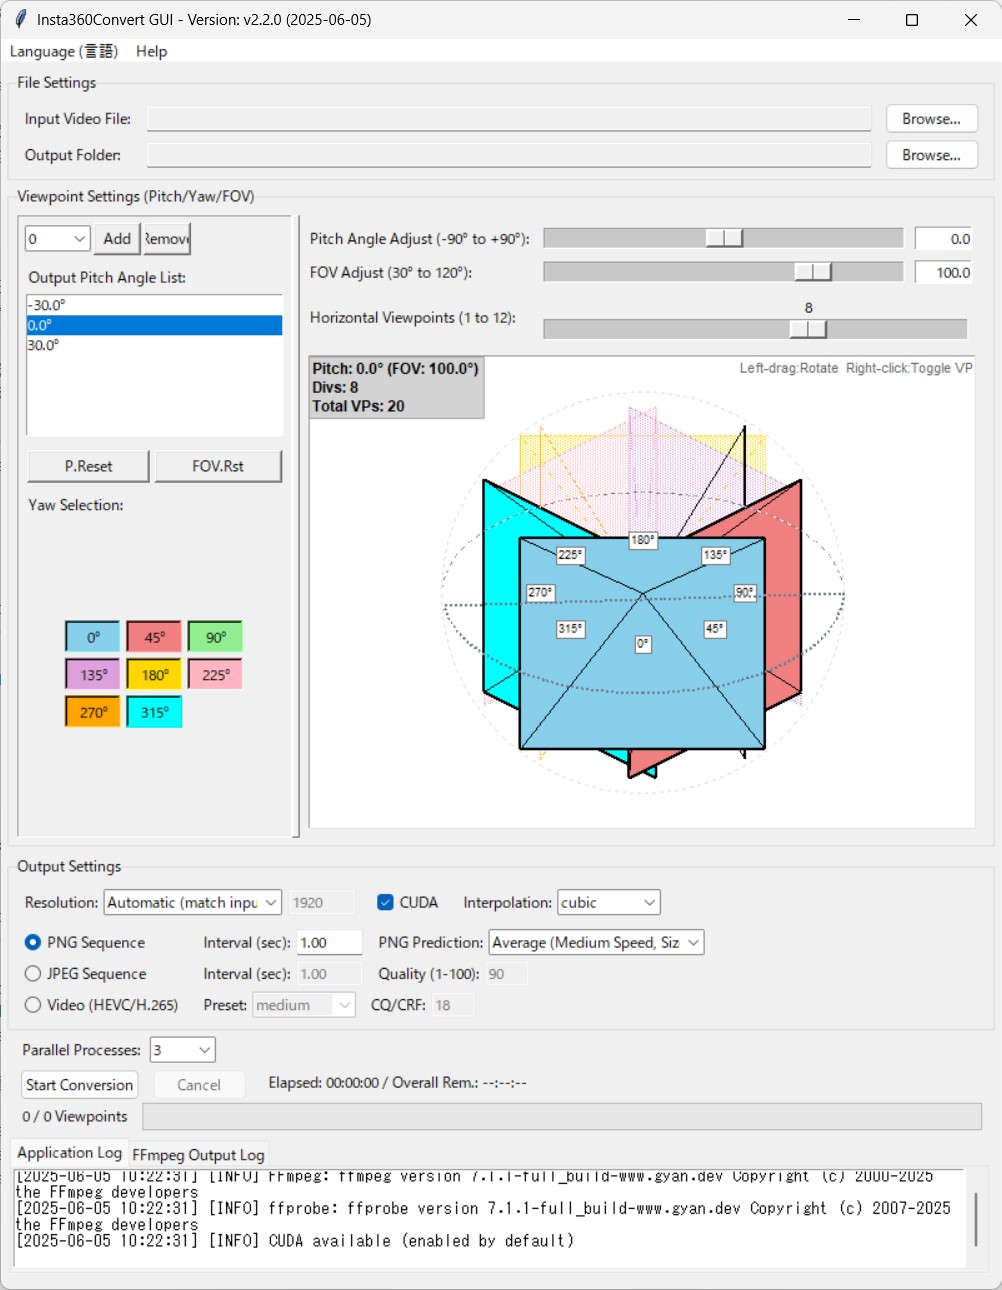 Insta360Convert GUI - Version: v2.2.0 (2025-06-05)
Language (言語) Help
File Settings
Input Video File: Browse...
Output Folder: Browse...
Viewpoint Settings (Pitch/Yaw/FOV)
0 Add Remove
Output Pitch Angle List:
-30.0°
0.0°
30.0°
P.Reset FOV.Rst
Yaw Selection:
0° 45° 90°
135° 180° 225°
270° 315°
Pitch Angle Adjust (-90° to +90°): 0.0
FOV Adjust (30° to 120°): 100.0
8
Horizontal Viewpoints (1 to 12):
Pitch: 0.0° (FOV: 100.0°)
Divs: 8
Total VPs: 20
Left-drag:Rotate Right-click:Toggle VP
180°
225° 135°
270° 90°
315° 45°
0°
Output Settings
Resolution: Automatic (match inpu 1920 CUDA Interpolation: cubic
PNG Sequence Interval (sec): 1.00 PNG Prediction: Average (Medium Speed, Siz
JPEG Sequence Interval (sec): 1.00 Quality (1-100): 90
Video (HEVC/H.265) Preset: medium CQ/CRF: 18
Parallel Processes: 3
Start Conversion Cancel Elapsed: 00:00:00 / Overall Rem.: --:--:--
0 / 0 Viewpoints
Application Log FFmpeg Output Log
[2025-06-05 10:22:31] [INFO] FFmpeg: ffmpeg version 7.1.1-full_build-www.gyan.dev Copyright (c) 2000-2025
the FFmpeg developers
[2025-06-05 10:22:31] [INFO] ffprobe: ffprobe version 7.1.1-full_build-www.gyan.dev Copyright (c) 2007-2025
the FFmpeg developers
[2025-06-05 10:22:31] [INFO] CUDA available (enabled by default)